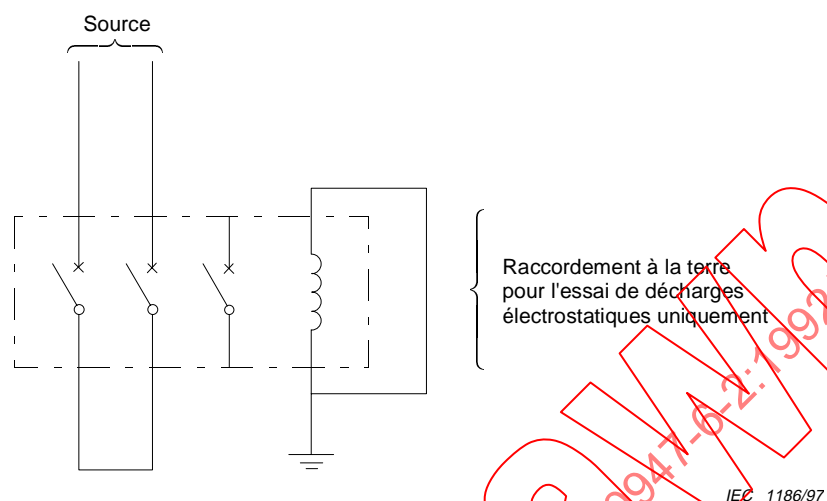 Source
Raccordement à la terre
pour l'essai de décharges
électrostatiques uniquement
IEC 1186/97